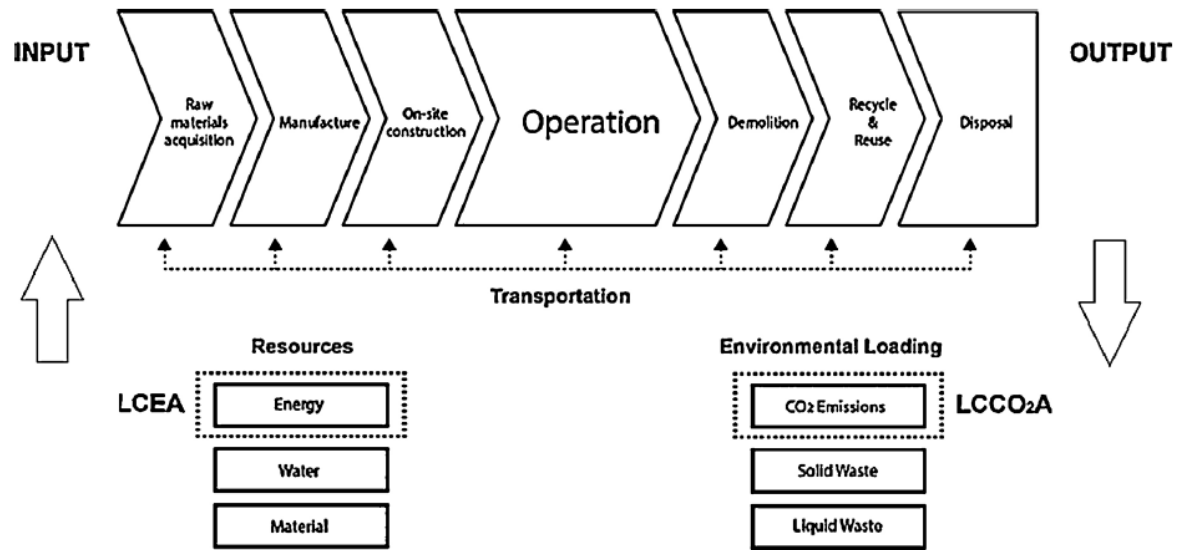 INPUT
OUTPUT
Raw
materials
acquisition
Manufacture
On-site
construction
Operation
Demolition
Recycle
&
Reuse
Disposal
Transportation
Resources
Environmental Loading
LCEA
Energy
CO₂ Emissions
LCCO₂A
Water
Solid Waste
Material
Liquid Waste